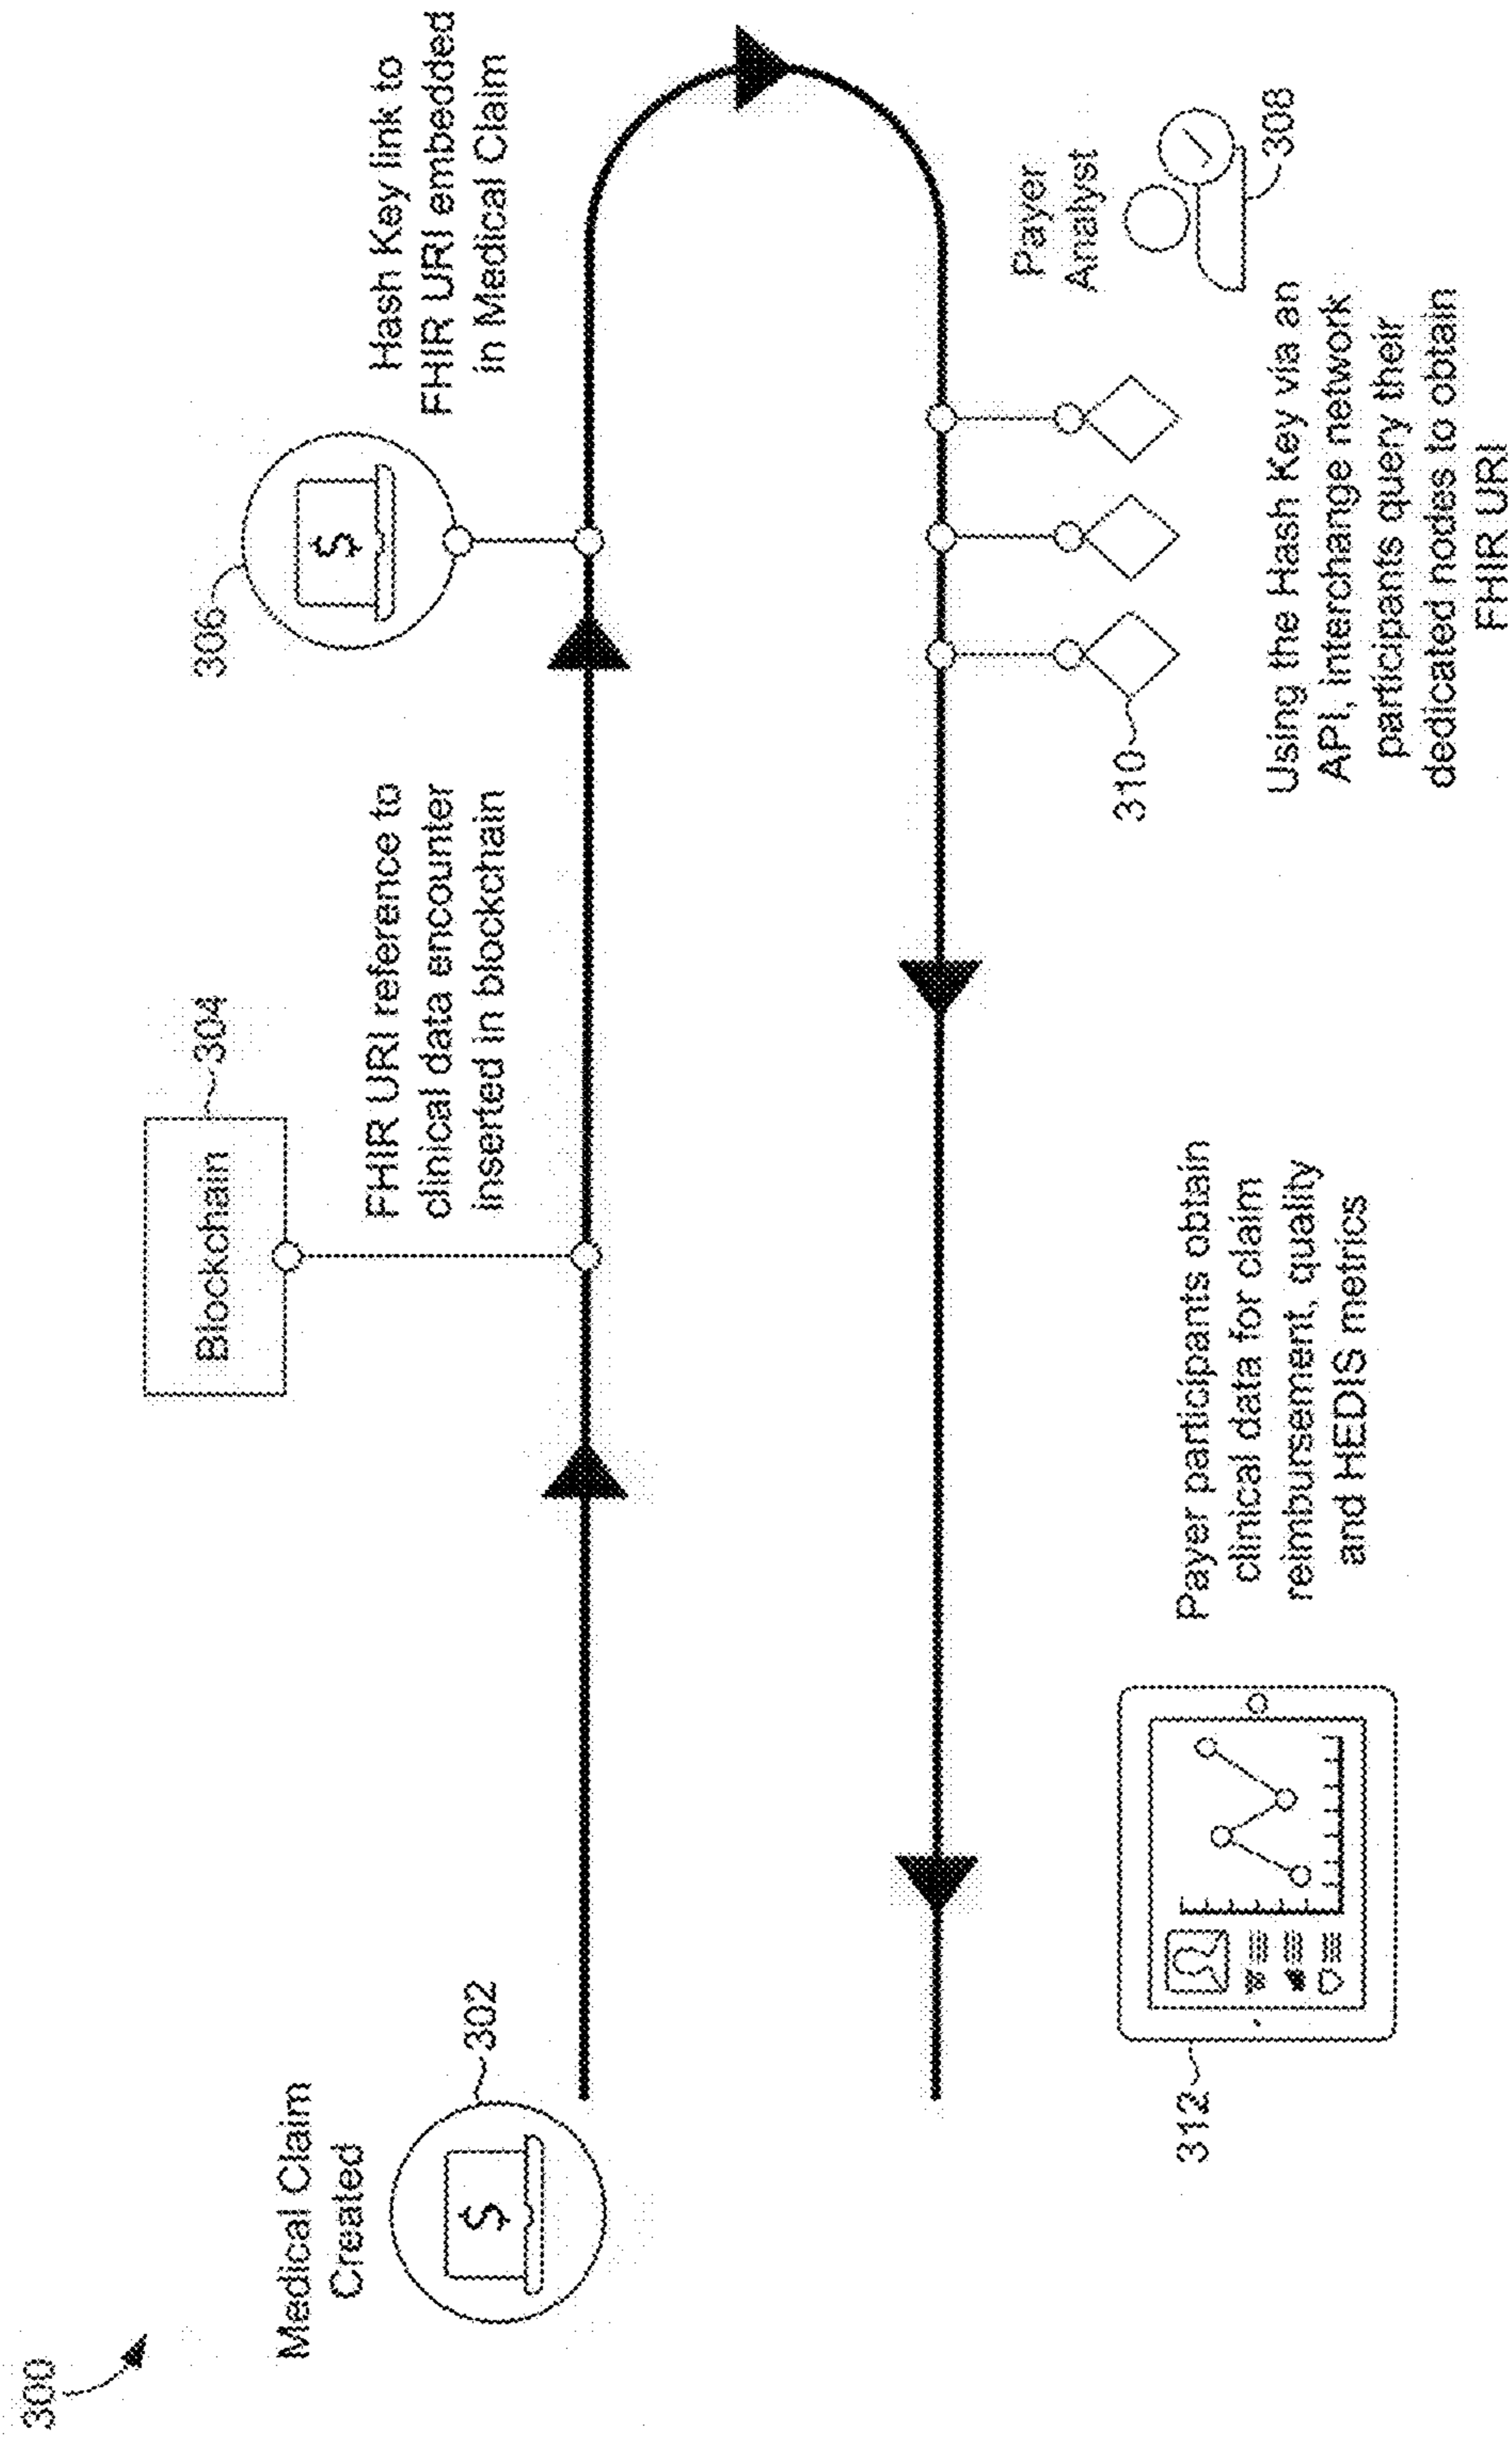 300
Medical Claim
Created
302
$
Blockchain
304
FHIR URI reference to
clinical data encounter
inserted in blockchain
306
$
Hash Key link to
FHIR URI embedded
in Medical Claim
Payer
Analyst
308
310
Using the Hash Key via an
API, interchange network
participants query their
dedicated nodes to obtain
FHIR URI
Payer participants obtain
clinical data for claim
reimbursement, quality
and HEDIS metrics
312